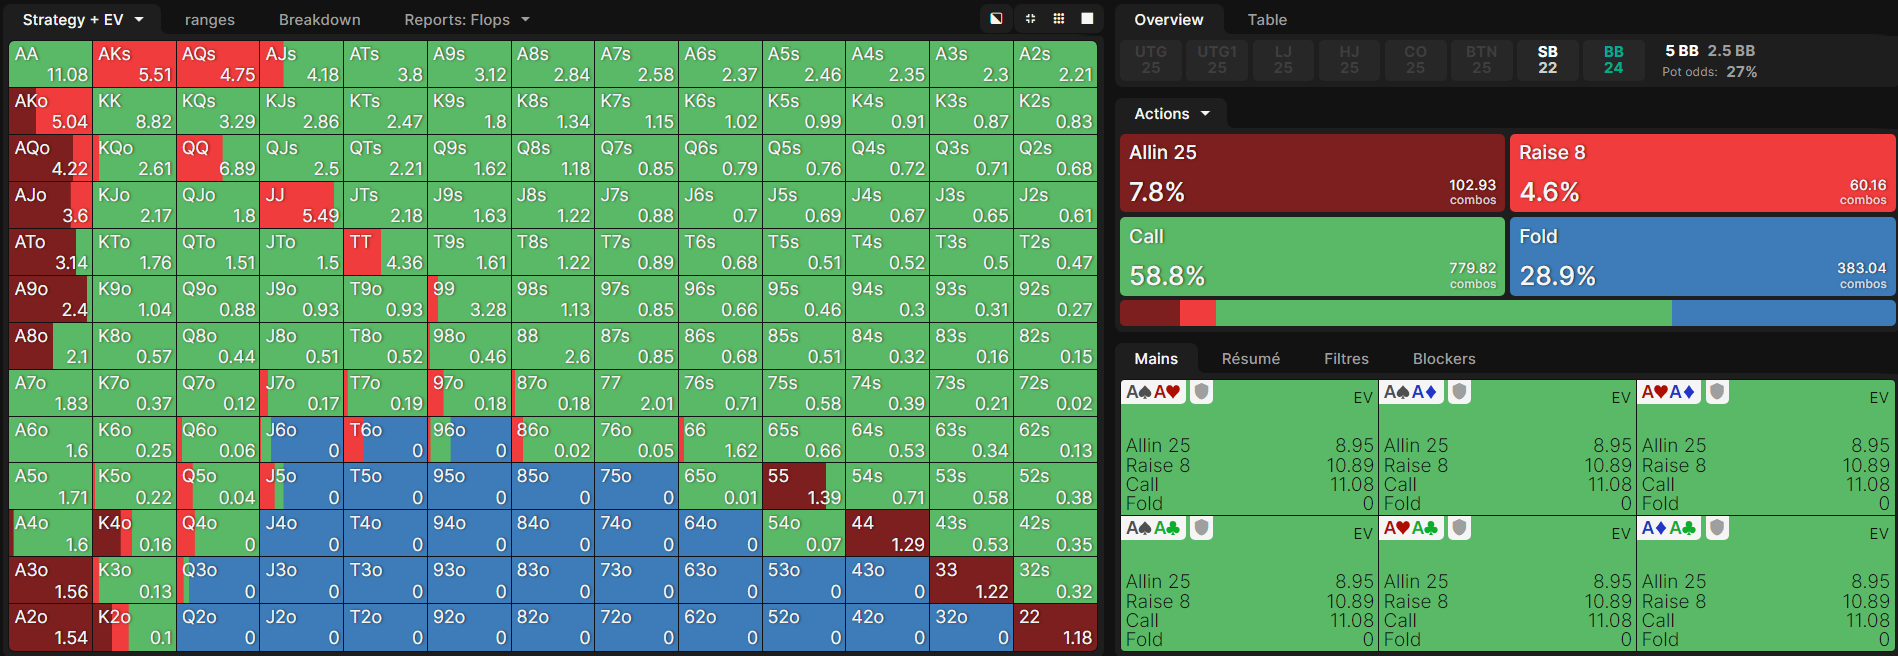 Strategy + EV ranges Breakdown Reports: Flops
AA 11.08 AKs 5.51 AQs 4.75 AJs 4.18 ATs 3.8 A9s 3.12 A8s 2.84 A7s 2.58 A6s 2.37 A5s 2.46 A4s 2.35 A3s 2.3 A2s 2.21
AKo 5.04 KK 8.82 KQs 3.29 KJs 2.86 KTs 2.47 K9s 1.8 K8s 1.34 K7s 1.15 K6s 1.02 K5s 0.99 K4s 0.91 K3s 0.87 K2s 0.83
AQo 4.22 KQo 2.61 QQ 6.89 QJs 2.5 QTs 2.21 Q9s 1.62 Q8s 1.18 Q7s 0.85 Q6s 0.79 Q5s 0.76 Q4s 0.72 Q3s 0.71 Q2s 0.68
AJo 3.6 KJo 2.17 QJo 1.8 JJ 5.49 JTs 2.18 J9s 1.63 J8s 1.22 J7s 0.88 J6s 0.7 J5s 0.69 J4s 0.67 J3s 0.65 J2s 0.61
ATo 3.14 KTo 1.76 QTo 1.51 JTo 1.5 TT 4.36 T9s 1.61 T8s 1.22 T7s 0.89 T6s 0.68 T5s 0.51 T4s 0.52 T3s 0.5 T2s 0.47
A9o 2.4 K9o 1.04 Q9o 0.88 J9o 0.93 T9o 0.93 99 3.28 98s 1.13 97s 0.85 96s 0.66 95s 0.46 94s 0.3 93s 0.31 92s 0.27
A8o 2.1 K8o 0.57 Q8o 0.44 J8o 0.51 T8o 0.52 98o 0.46 88 2.6 87s 0.85 86s 0.68 85s 0.51 84s 0.32 83s 0.16 82s 0.15
A7o 1.83 K7o 0.37 Q7o 0.12 J7o 0.17 T7o 0.19 97o 0.18 87o 0.18 77 2.01 76s 0.71 75s 0.58 74s 0.39 73s 0.21 72s 0.02
A6o 1.6 K6o 0.25 Q6o 0.06 J6o 0 T6o 0 96o 0 86o 0.02 76o 0.05 66 1.62 65s 0.66 64s 0.53 63s 0.34 62s 0.13
A5o 1.71 K5o 0.22 Q5o 0.04 J5o 0 T5o 0 95o 0 85o 0 75o 0 65o 0.01 55 1.39 54s 0.71 53s 0.58 52s 0.38
A4o 1.6 K4o 0.16 Q4o 0 J4o 0 T4o 0 94o 0 84o 0 74o 0 64o 0 54o 0.07 44 1.29 43s 0.53 42s 0.35
A3o 1.56 K3o 0.13 Q3o 0 J3o 0 T3o 0 93o 0 83o 0 73o 0 63o 0 53o 0 43o 0 33 1.22 32s 0.32
A2o 1.54 K2o 0.1 Q2o 0 J2o 0 T2o 0 92o 0 82o 0 72o 0 62o 0 52o 0 42o 0 32o 0 22 1.18
Overview Table
UTG UTG1 LJ HJ CO BTN SB BB 5 BB 2.5 BB
25 25 25 25 25 25 22 24 Pot odds: 27%
Actions
Allin 25 Raise 8
7.8% 102.93 combos 4.6% 60.16 combos
Call Fold
58.8% 779.82 combos 28.9% 383.04 combos
Mains Résumé Filtres Blockers
A♠A♥ EV A♠A♦ EV A♥A♦ EV
Allin 25 8.95 Allin 25 8.95 Allin 25 8.95
Raise 8 10.89 Raise 8 10.89 Raise 8 10.89
Call 11.08 Call 11.08 Call 11.08
Fold 0 Fold 0 Fold 0
A♠A♣ EV A♥A♣ EV A♦A♣ EV
Allin 25 8.95 Allin 25 8.95 Allin 25 8.95
Raise 8 10.89 Raise 8 10.89 Raise 8 10.89
Call 11.08 Call 11.08 Call 11.08
Fold 0 Fold 0 Fold 0